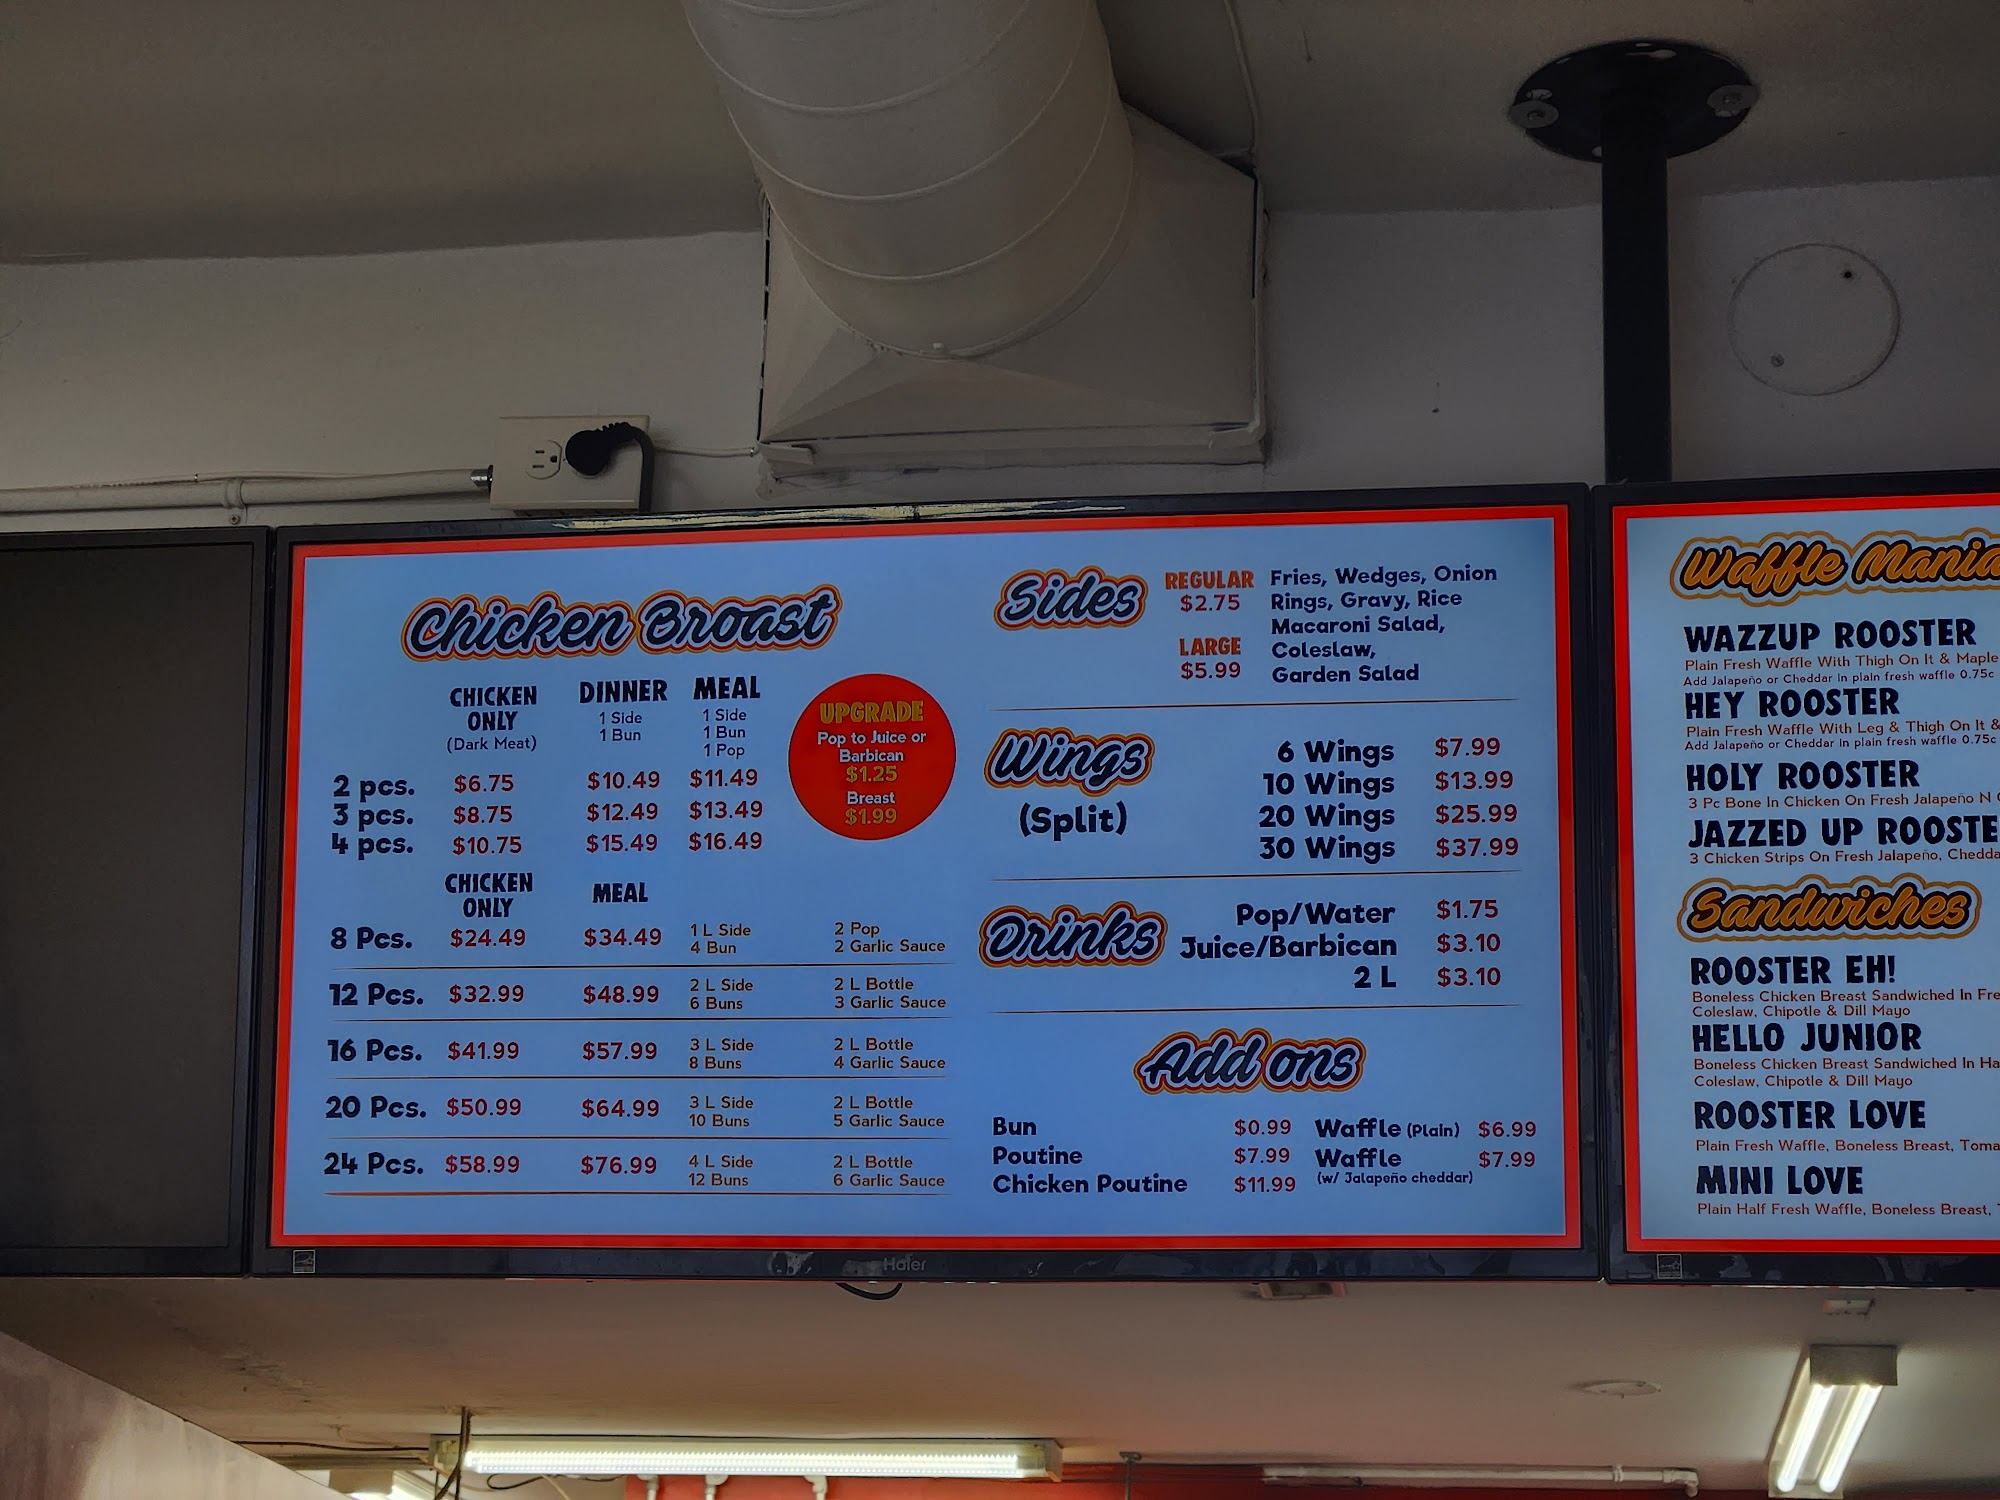 Chicken Broast
CHICKEN ONLY (Dark Meat)
DINNER
1 Side
1 Bun
MEAL
1 Side
1 Bun
1 Pop
2 pcs. $6.75 $10.49 $11.49
3 pcs. $8.75 $12.49 $13.49
4 pcs. $10.75 $15.49 $16.49
UPGRADE
Pop to Juice or
Barbican
$1.25
Breast
$1.99
CHICKEN ONLY
MEAL
8 Pcs. $24.49 $34.49
1 L Side
4 Bun
2 Pop
2 Garlic Sauce
12 Pcs. $32.99 $48.99
2 L Side
6 Buns
2 L Bottle
3 Garlic Sauce
16 Pcs. $41.99 $57.99
3 L Side
8 Buns
2 L Bottle
4 Garlic Sauce
20 Pcs. $50.99 $64.99
3 L Side
10 Buns
2 L Bottle
5 Garlic Sauce
24 Pcs. $58.99 $76.99
4 L Side
12 Buns
2 L Bottle
6 Garlic Sauce
Sides
REGULAR
$2.75
LARGE
$5.99
Fries, Wedges, Onion
Rings, Gravy, Rice
Macaroni Salad,
Coleslaw,
Garden Salad
Wings
(Split)
6 Wings $7.99
10 Wings $13.99
20 Wings $25.99
30 Wings $37.99
Drinks
Pop/Water $1.75
Juice/Barbican $3.10
2 L $3.10
Add ons
Bun $0.99
Poutine $7.99
Chicken Poutine $11.99
Waffle (Plain) $6.99
Waffle $7.99
(w/ Jalapeño cheddar)
Haier
Waffle Mania
WAZZUP ROOSTER
Plain Fresh Waffle With Thigh On It & Maple
Add Jalapeño or Cheddar In plain fresh waffle 0.75c
HEY ROOSTER
Plain Fresh Waffle With Leg & Thigh On It &
Add Jalapeño or Cheddar In plain fresh waffle 0.75c
HOLY ROOSTER
3 Pc Bone In Chicken On Fresh Jalapeño N
JAZZED UP ROOSTE
3 Chicken Strips On Fresh Jalapeño, Chedda
Sandwiches
ROOSTER EH!
Boneless Chicken Breast Sandwiched In Fre
Coleslaw, Chipotle & Dill Mayo
HELLO JUNIOR
Boneless Chicken Breast Sandwiched In Ha
Coleslaw, Chipotle & Dill Mayo
ROOSTER LOVE
Plain Fresh Waffle, Boneless Breast, Toma
MINI LOVE
Plain Half Fresh Waffle, Boneless Breast,